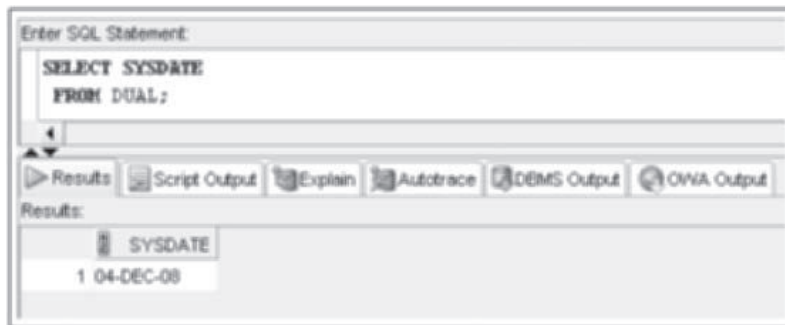 Enter SQL Statement:
SELECT SYSDATE
FROM DUAL;
Results Script Output Explain Autotrace DBMS Output OWA Output
Results:
SYSDATE
1 04-DEC-08